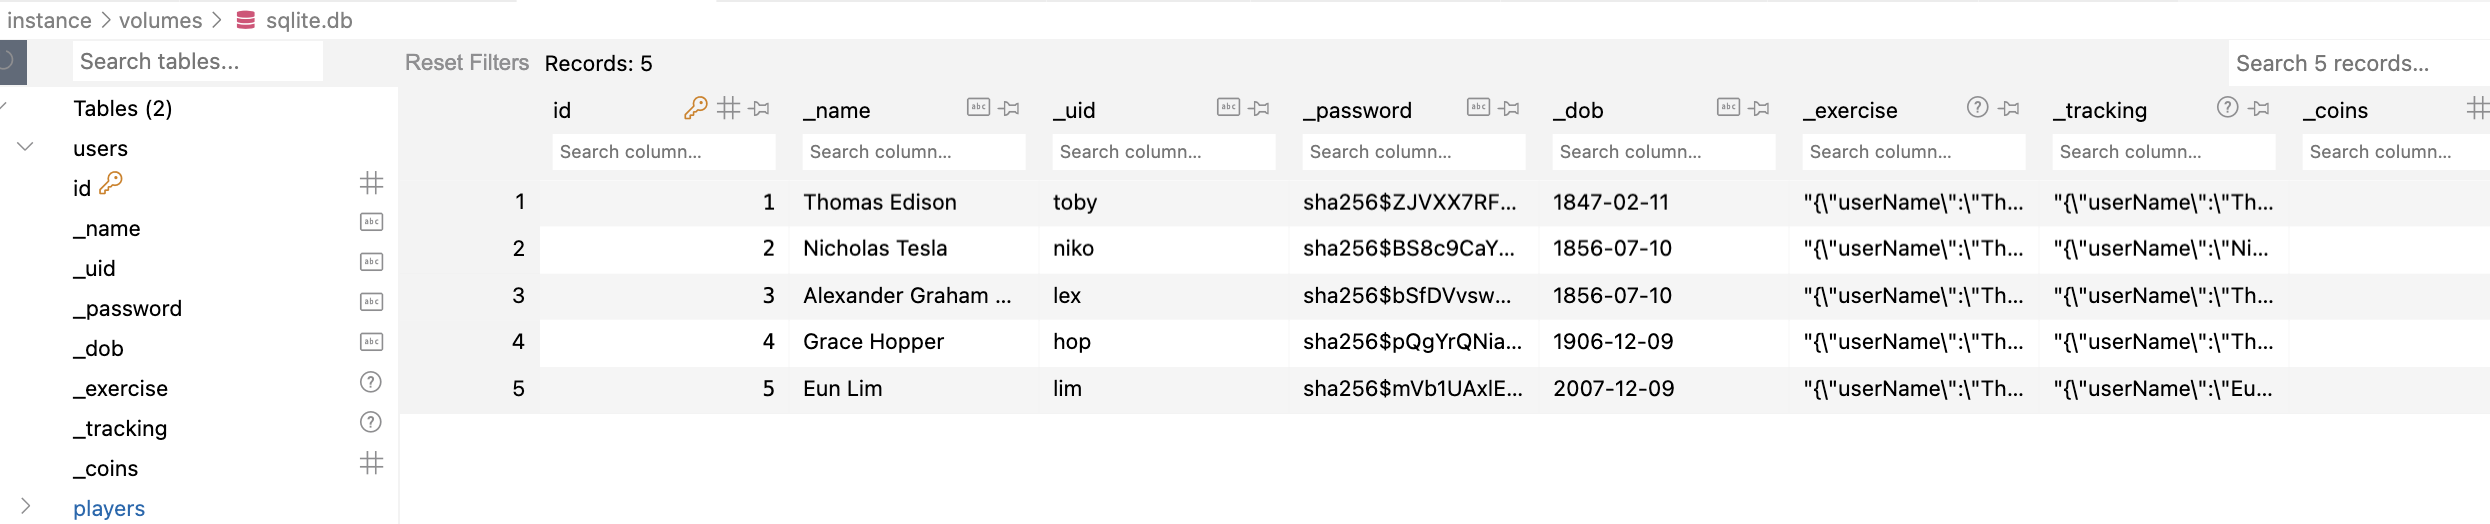 instance > volumes > sqlite.db
Search tables... Reset Filters Records: 5 Search 5 records...
Tables (2)
users
id
_name
_uid
_password
_dob
_exercise
_tracking
_coins
players
id _name _uid _password _dob _exercise _tracking _coins
Search column... Search column... Search column... Search column... Search column... Search column... Search column... Search column...
1 1 Thomas Edison toby sha256$ZJVXX7RF... 1847-02-11 "{\"userName\":\"Th... "{\"userName\":\"Th...
2 2 Nicholas Tesla niko sha256$BS8c9CaY... 1856-07-10 "{\"userName\":\"Th... "{\"userName\":\"Ni...
3 3 Alexander Graham ... lex sha256$bSfDVvsw... 1856-07-10 "{\"userName\":\"Th... "{\"userName\":\"Th...
4 4 Grace Hopper hop sha256$pQgYrQNia... 1906-12-09 "{\"userName\":\"Th... "{\"userName\":\"Th...
5 5 Eun Lim lim sha256$mVb1UAxlE... 2007-12-09 "{\"userName\":\"Th... "{\"userName\":\"Eu...